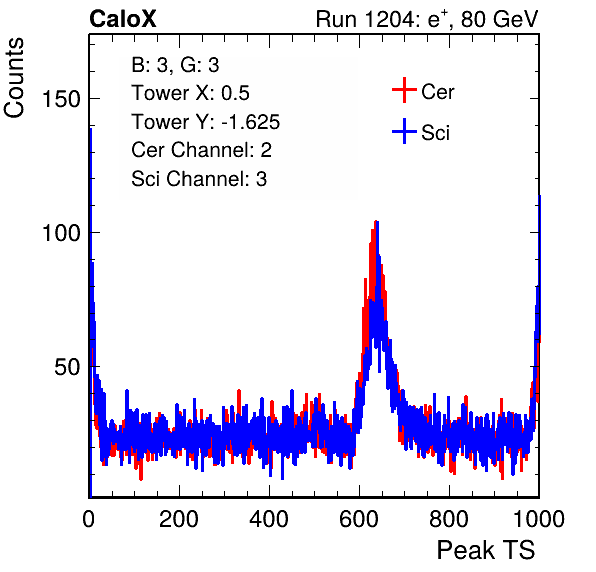 CaloX Run 1204: e+, 80 GeV
B: 3, G: 3
Tower X: 0.5
Tower Y: -1.625
Cer Channel: 2
Sci Channel: 3
Cer
Sci
Counts
150
100
50
0 200 400 600 800 1000
Peak TS